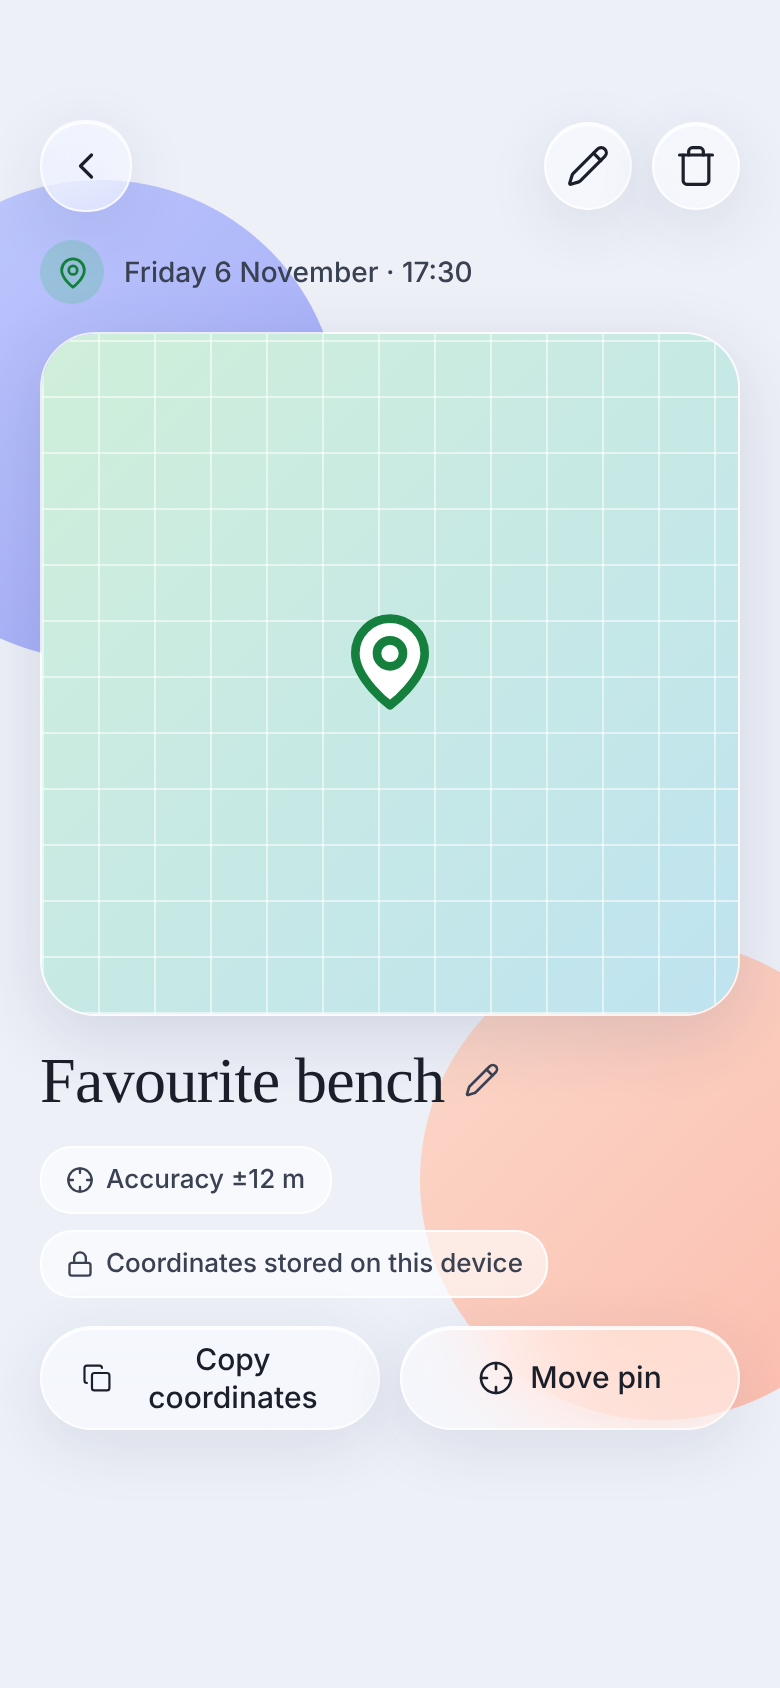 Friday 6 November · 17:30
Favourite bench
Accuracy ±12 m
Coordinates stored on this device
Copy
coordinates
Move pin